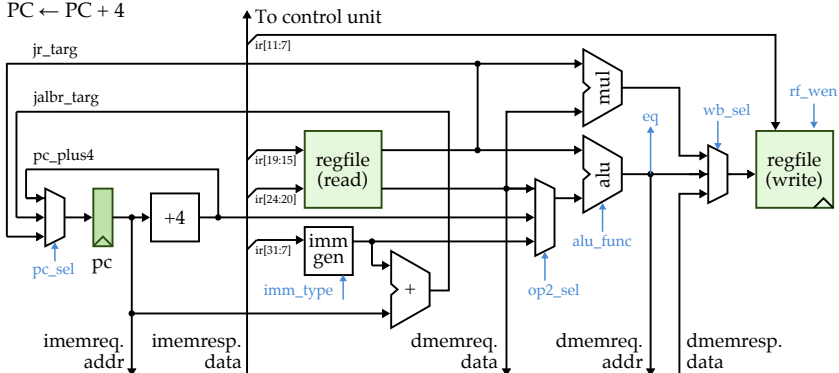 PC ← PC + 4
To control unit
ir[11:7]
jr_targ
mul
jalbr_targ
rf_wen
wb_sel
eq
pc_plus4
ir[19:15]
regfile
(read)
alu
regfile
(write)
ir[24:20]
+4
pc
pc_sel
ir[31:7]
imm
gen
alu_func
imm_type
+
op2_sel
imemreq.
addr
imemresp.
data
dmemreq.
data
dmemreq.
addr
dmemresp.
data